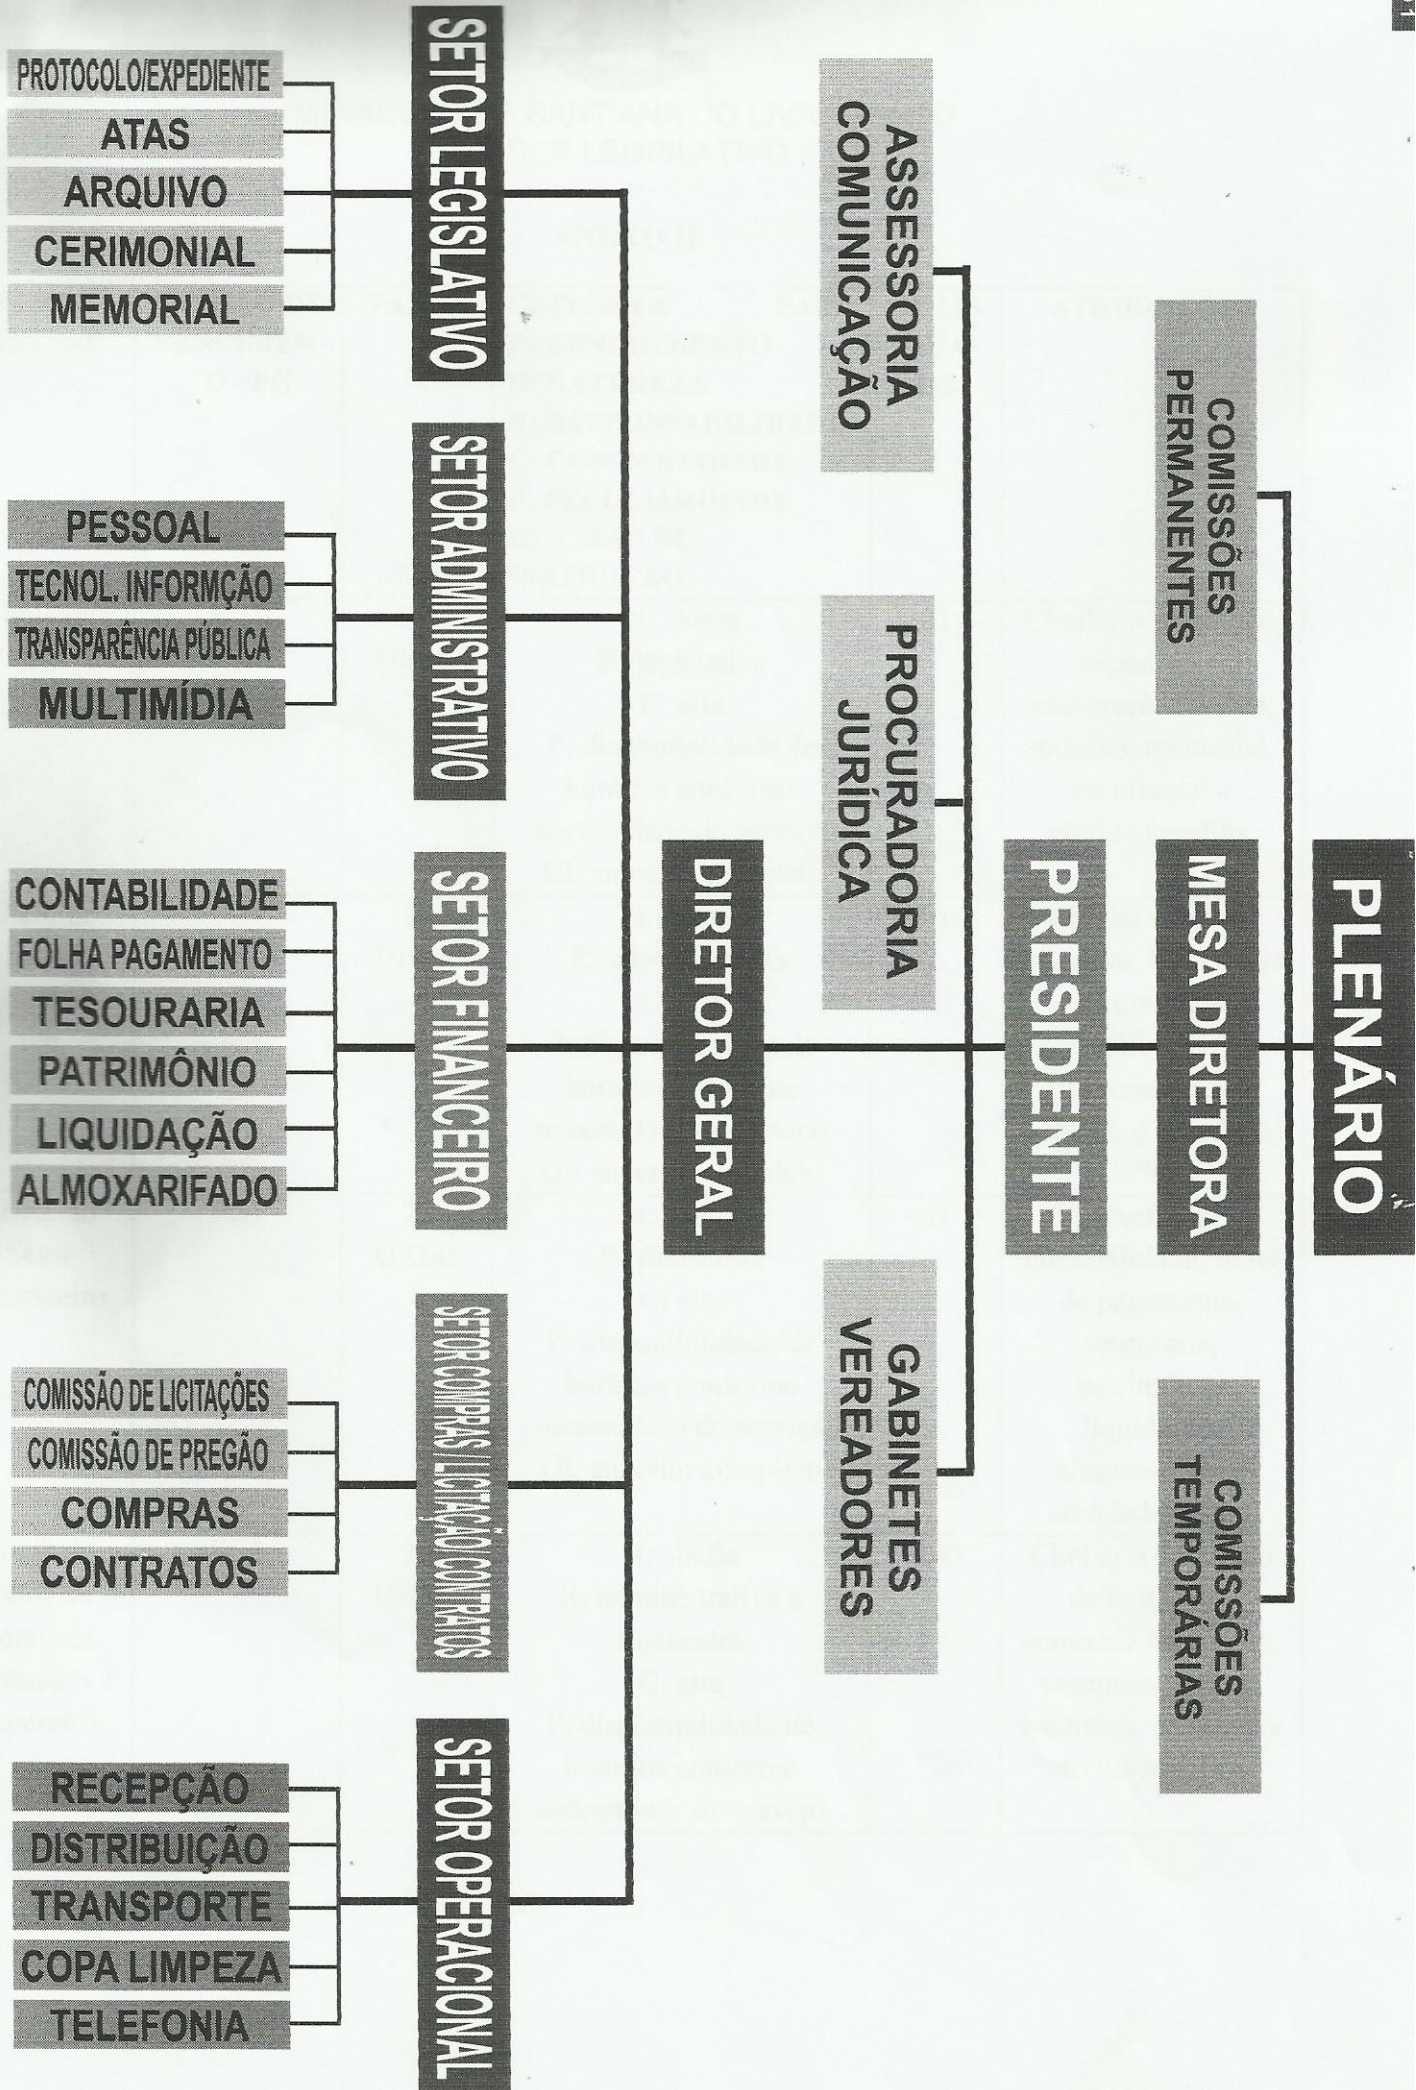 PLENÁRIO
COMISSÕES
PERMANENTES
MESA DIRETORA
COMISSÕES
TEMPORÁRIAS
PRESIDENTE
ASSESSORIA
COMUNICAÇÃO
PROCURADORIA
JURÍDICA
GABINETES
VEREADORES
DIRETOR GERAL
SETOR LEGISLATIVO
PROTOCOLO/EXPEDIENTE
ATAS
ARQUIVO
CERIMONIAL
MEMORIAL
SETOR ADMINISTRATIVO
PESSOAL
TECNOL. INFORMÇÃO
TRANSPARÊNCIA PÚBLICA
MULTIMÍDIA
SETOR FINANCEIRO
CONTABILIDADE
FOLHA PAGAMENTO
TESOURARIA
PATRIMÔNIO
LIQUIDAÇÃO
ALMOXARIFADO
SETOR COMPRAS / LICITAÇÃO CONTRATOS
COMISSÃO DE LICITAÇÕES
COMISSÃO DE PREGÃO
COMPRAS
CONTRATOS
SETOR OPERACIONAL
RECEPÇÃO
DISTRIBUIÇÃO
TRANSPORTE
COPA LIMPEZA
TELEFONIA